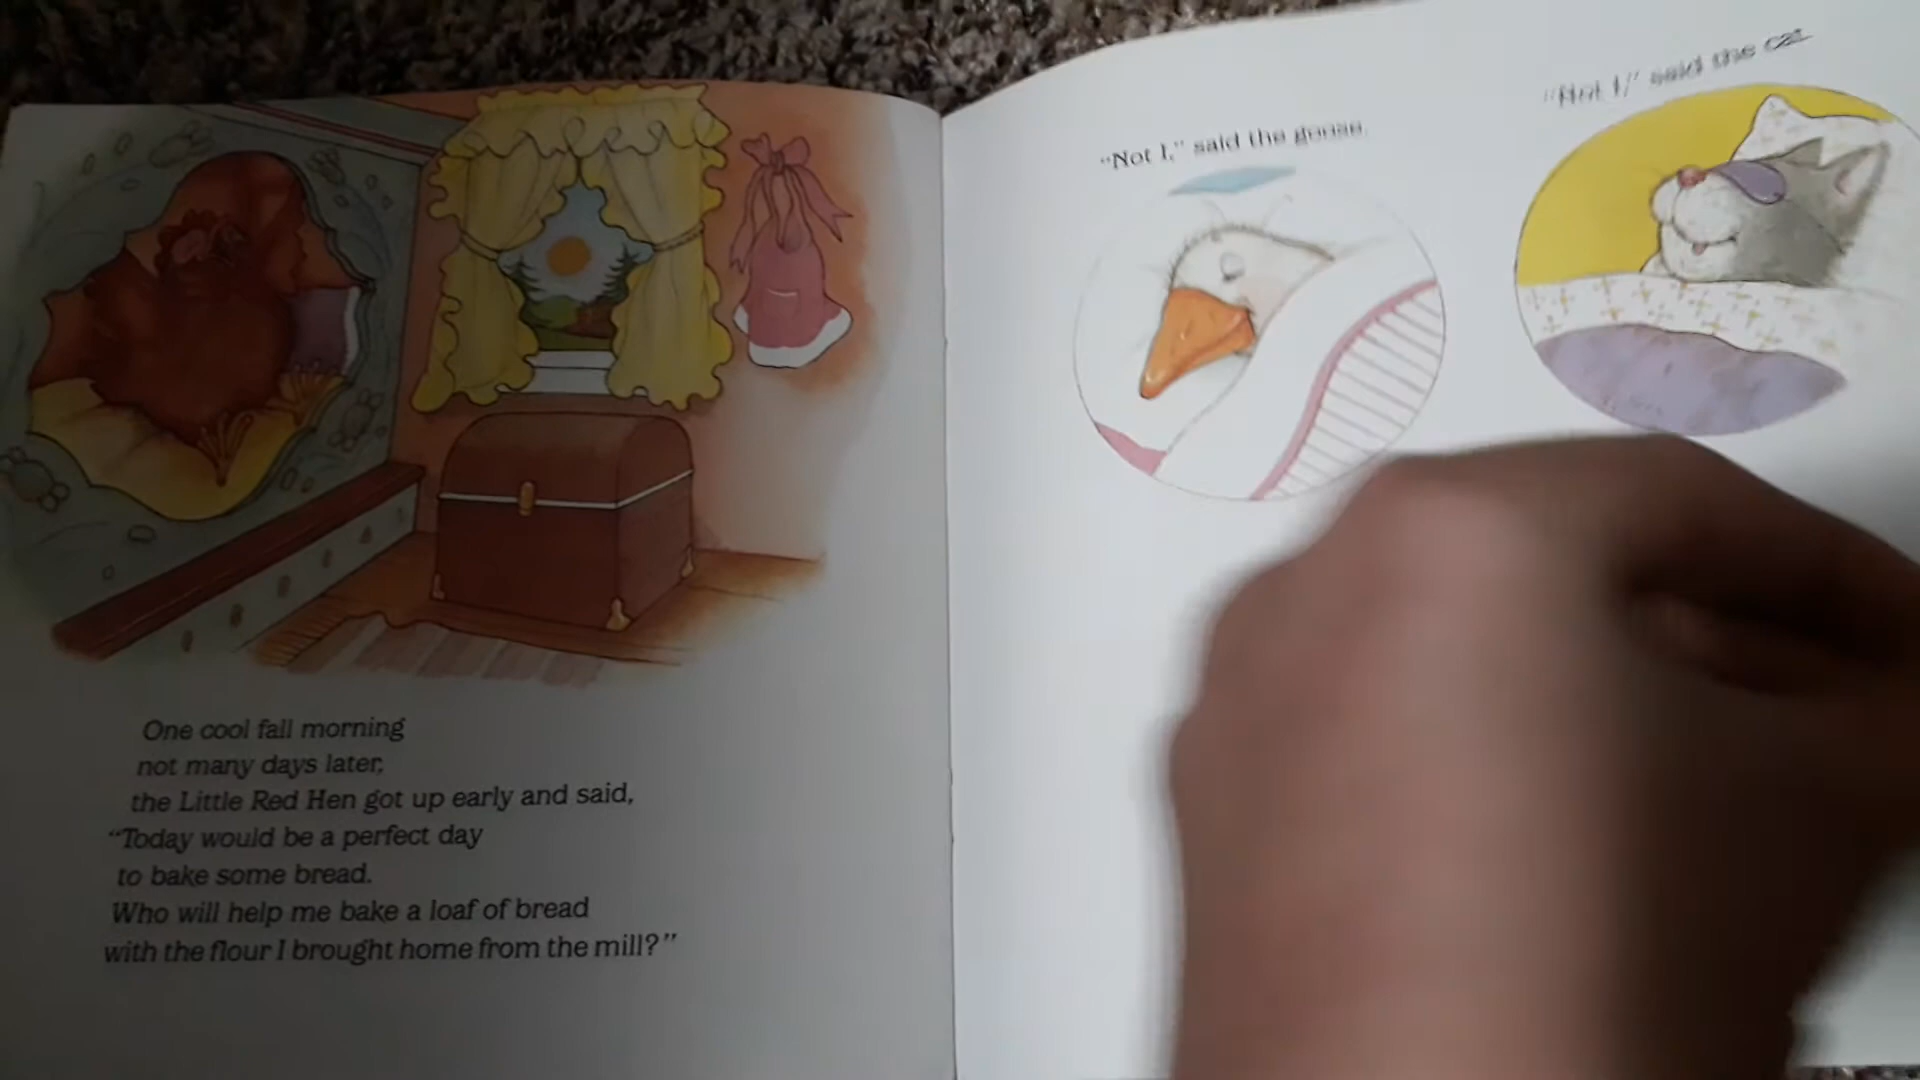 One cool fall morning
not many days later,
the Little Red Hen got up early and said,
“Today would be a perfect day
to bake some bread.
Who will help me bake a loaf of bread
with the flour I brought home from the mill?”
“Not I,” said the goose.
“Not I,” said the cat.